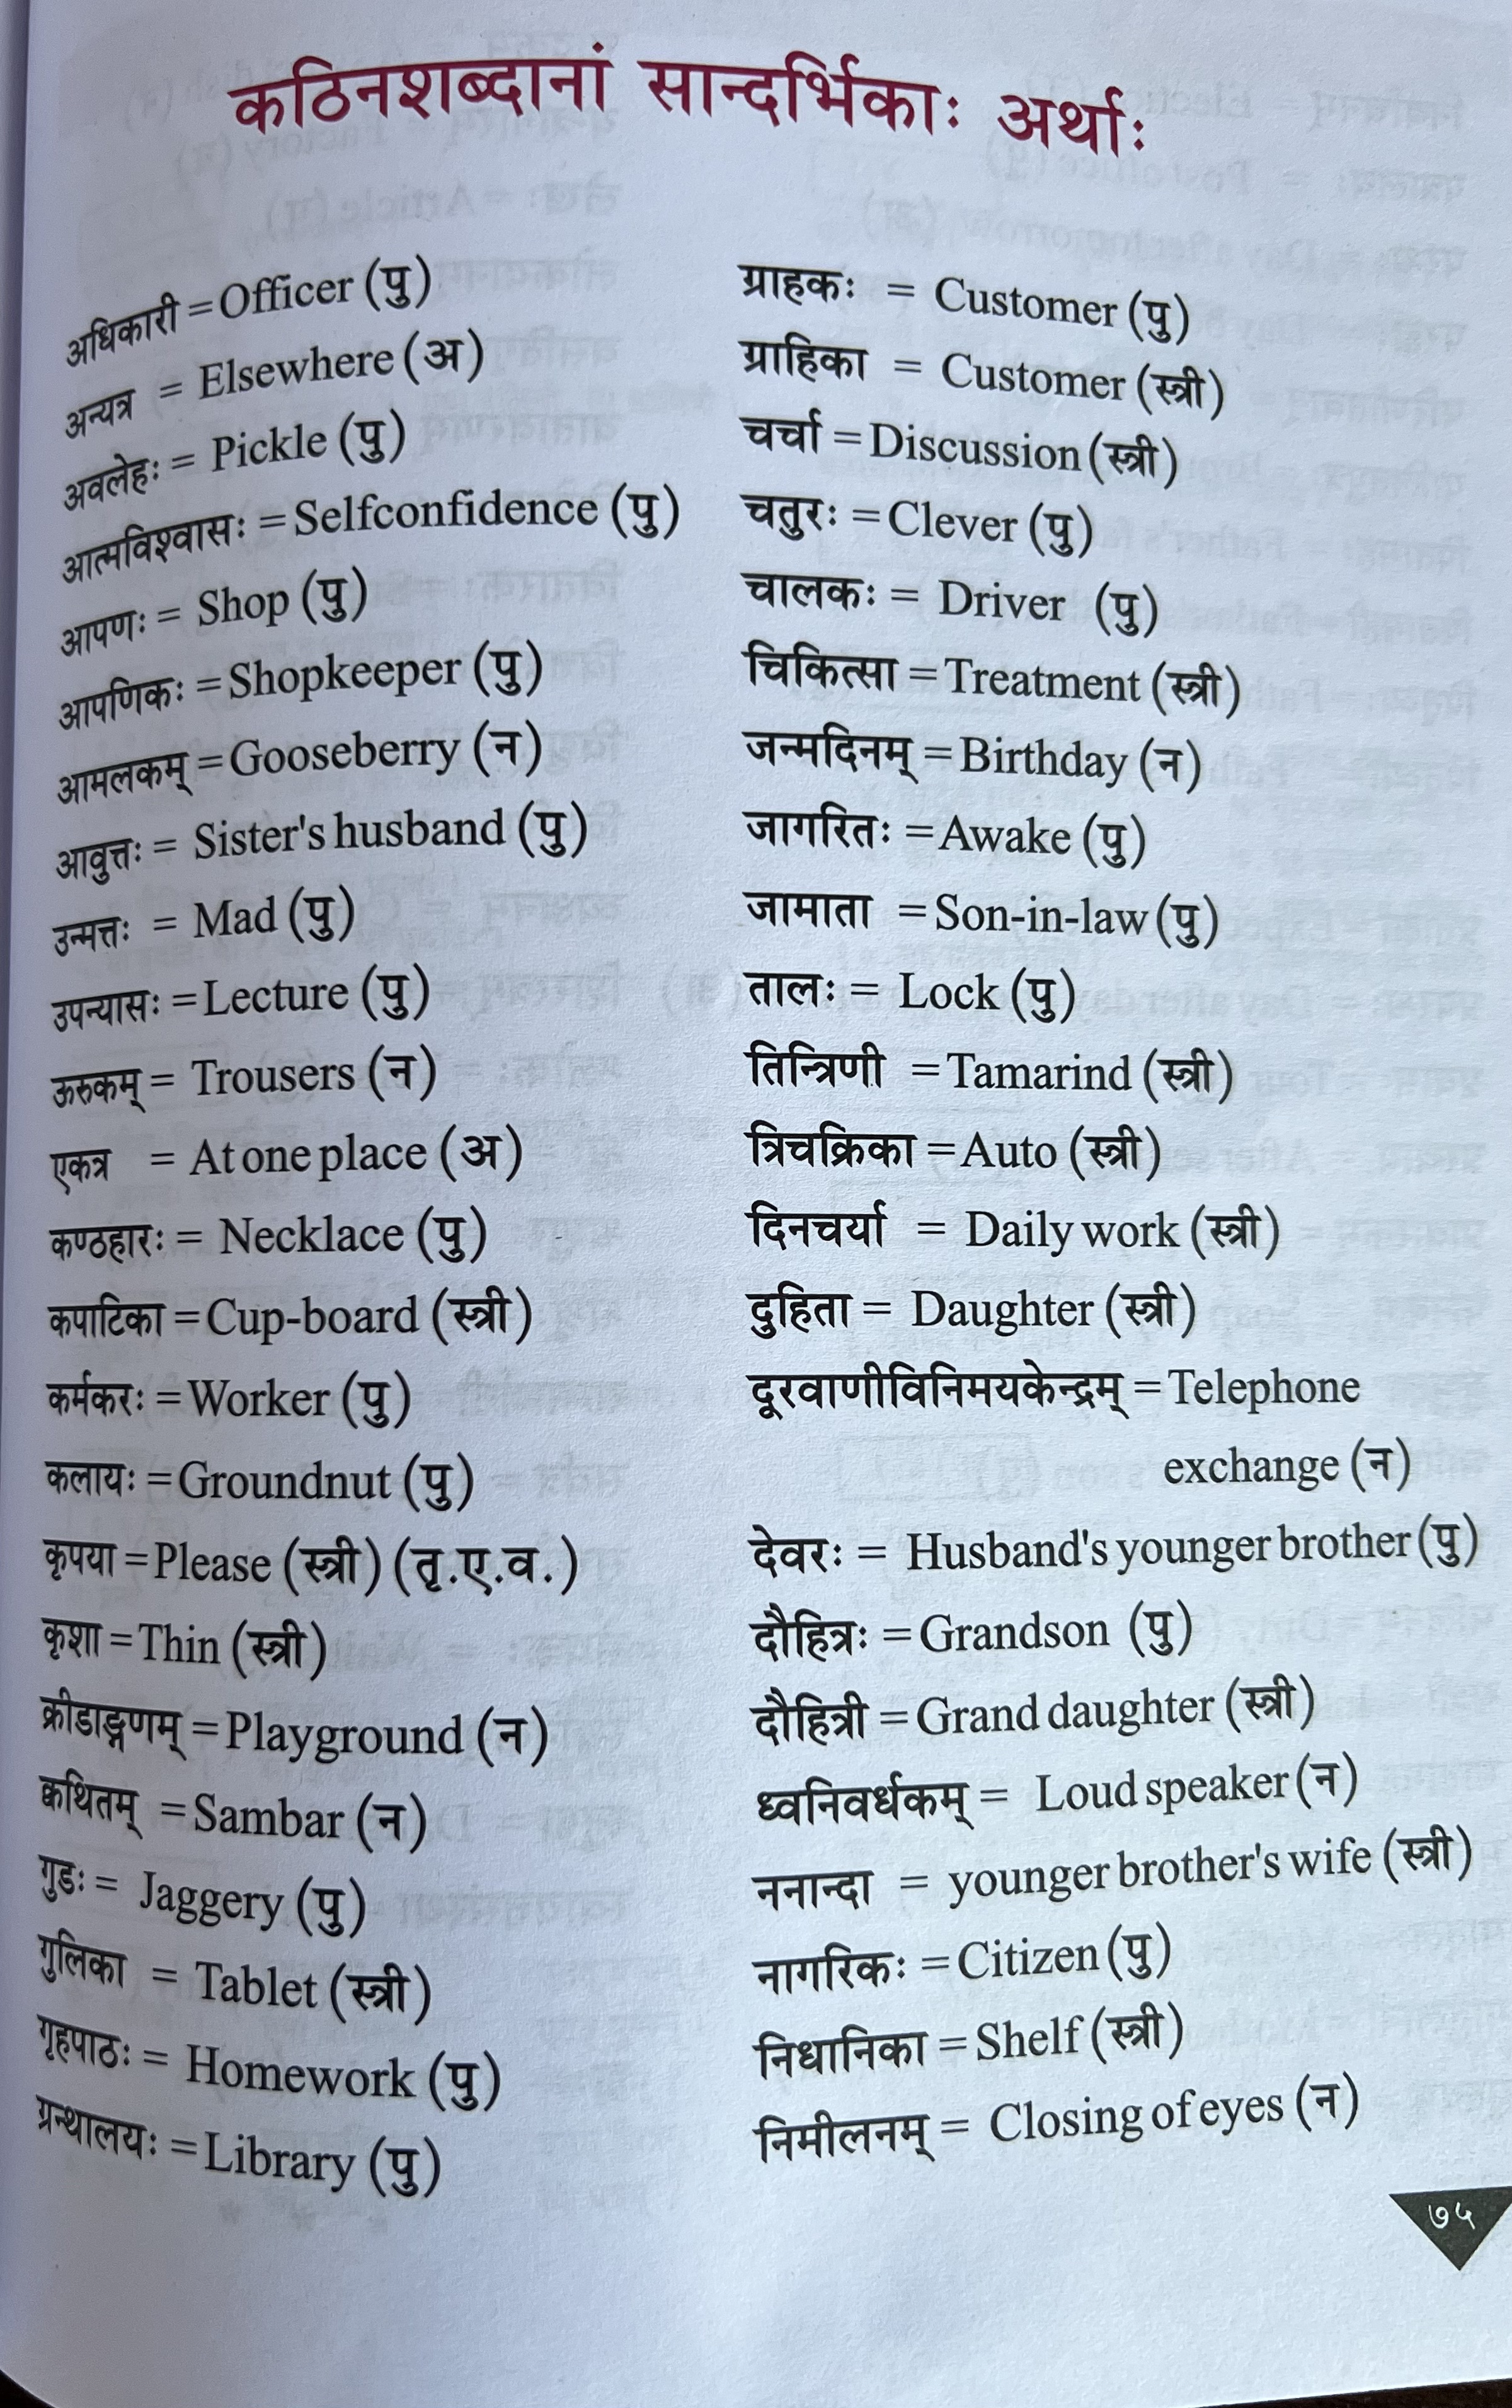 कठिनशब्दानां सान्दर्भिकाः अर्थाः
अधिकारी = Officer (पु)
अन्यत्र = Elsewhere (अ)
अवलेहः = Pickle (पु)
आत्मविश्वासः = Selfconfidence (पु)
आपणः = Shop (पु)
आपणिकः = Shopkeeper (पु)
आमलकम् = Gooseberry (न)
आवुत्तः = Sister's husband (पु)
उन्मत्तः = Mad (पु)
उपन्यासः = Lecture (पु)
ऊरुकम् = Trousers (न)
एकत्र = At one place (अ)
कण्ठहारः = Necklace (पु)
कपाटिका = Cup-board (स्त्री)
कर्मकरः = Worker (पु)
कलायः = Groundnut (पु)
कृपया = Please (स्त्री) (तृ.ए.व.)
कृशा = Thin (स्त्री)
क्रीडाङ्गणम् = Playground (न)
क्वथितम् = Sambar (न)
गुडः = Jaggery (पु)
गुलिका = Tablet (स्त्री)
गृहपाठः = Homework (पु)
ग्रन्थालयः = Library (पु)
ग्राहकः = Customer (पु)
ग्राहिका = Customer (स्त्री)
चर्चा = Discussion (स्त्री)
चतुरः = Clever (पु)
चालकः = Driver (पु)
चिकित्सा = Treatment (स्त्री)
जन्मदिनम् = Birthday (न)
जागरितः = Awake (पु)
जामाता = Son-in-law (पु)
तालः = Lock (पु)
तिन्त्रिणी = Tamarind (स्त्री)
त्रिचक्रिका = Auto (स्त्री)
दिनचर्या = Daily work (स्त्री)
दुहिता = Daughter (स्त्री)
दूरवाणीविनिमयकेन्द्रम् = Telephone
exchange (न)
देवरः = Husband's younger brother (पु)
दौहित्रः = Grandson (पु)
दौहित्री = Grand daughter (स्त्री)
ध्वनिवर्धकम् = Loud speaker (न)
ननान्दा = younger brother's wife (स्त्री)
नागरिकः = Citizen (पु)
निधानिका = Shelf (स्त्री)
निमीलनम् = Closing of eyes (न)
७५